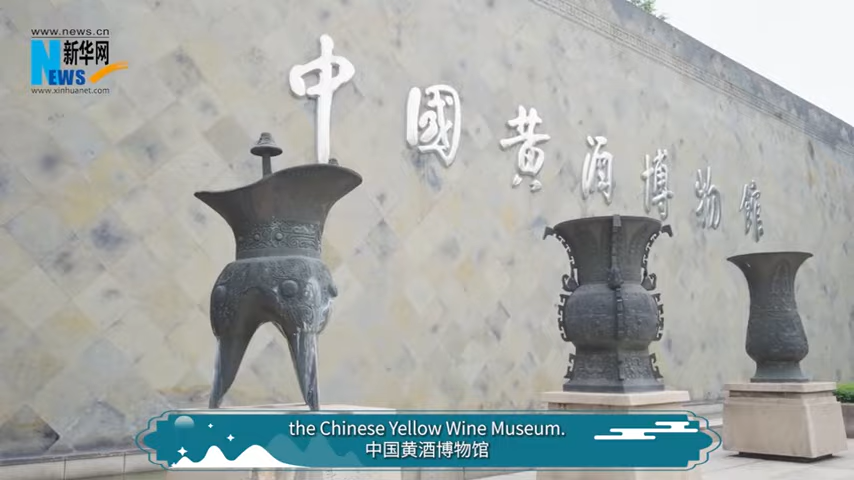 www.news.cn
新华网
NEWS
www.xinhuanet.com
中國黄酒博物館
the Chinese Yellow Wine Museum.
中国黄酒博物馆